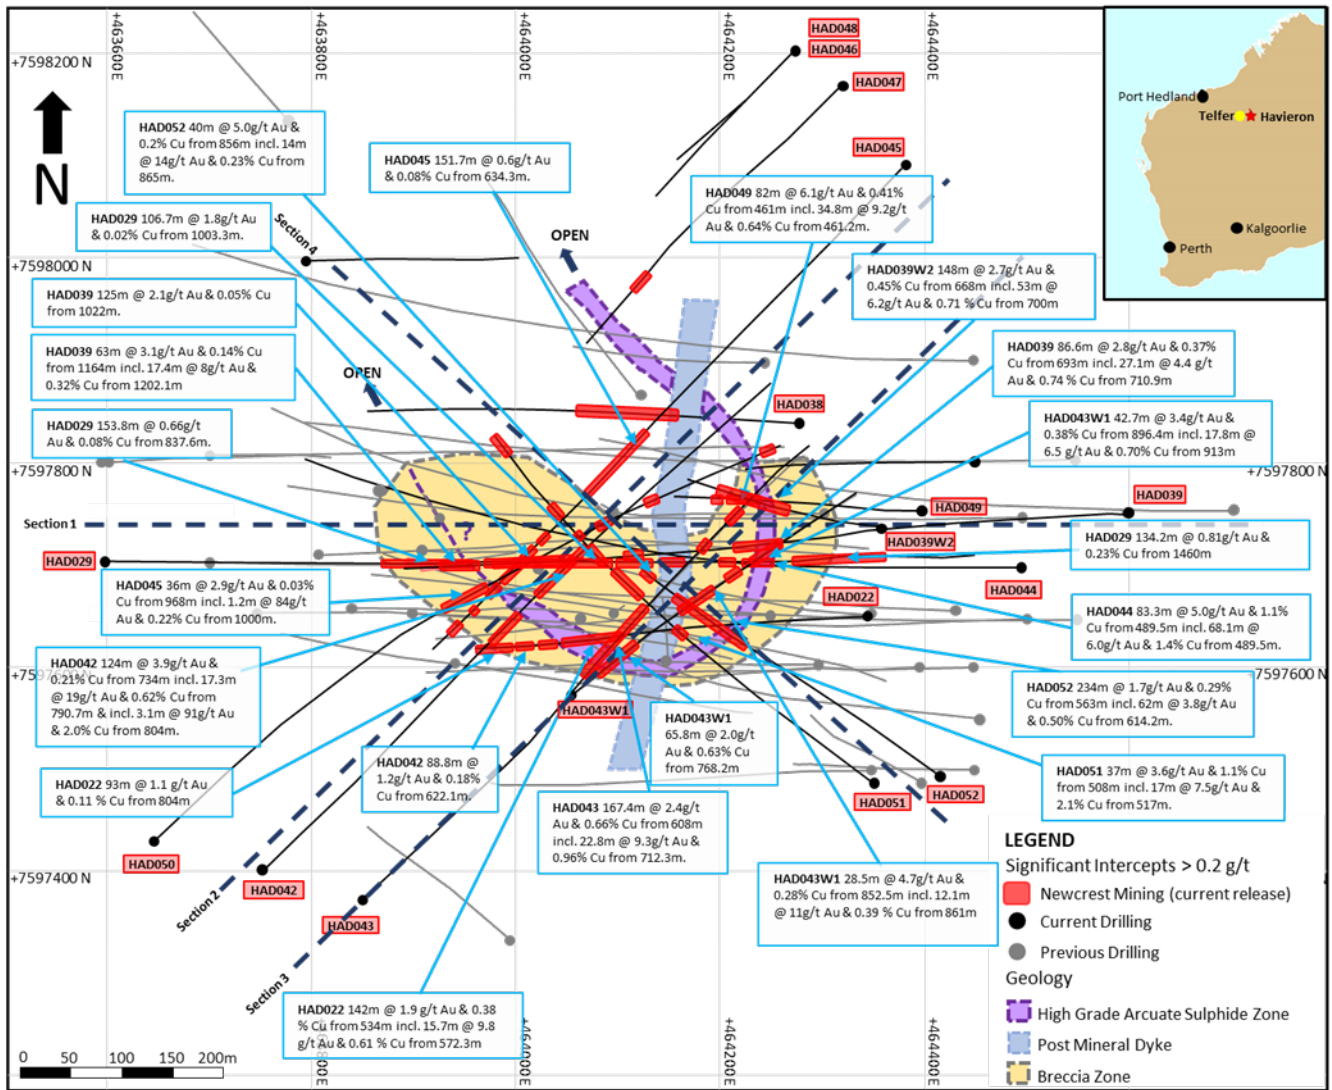 +463600 E
+463800 E
+464000 E
+464200 E
+464400 E
+7598200 N
N
HAD048
HAD046
HAD047
HAD045
Port Hedland
Telfer
Havieron
Kalgoorlie
Perth
HAD052 40m @ 5.0g/t Au &
0.2% Cu from 856m incl. 14m
@ 14g/t Au & 0.23% Cu from
865m.
HAD045 151.7m @ 0.6g/t Au
& 0.08% Cu from 634.3m.
HAD049 82m @ 6.1g/t Au & 0.41%
Cu from 461m incl. 34.8m @ 9.2g/t
Au & 0.64% Cu from 461.2m.
HAD029 106.7m @ 1.8g/t Au
& 0.02% Cu from 1003.3m.
Section 4
OPEN
+7598000 N
HAD039W2 148m @ 2.7g/t Au &
0.45% Cu from 668m incl. 53m @
6.2g/t Au & 0.71 % Cu from 700m
HAD039 125m @ 2.1g/t Au & 0.05% Cu
from 1022m.
HAD039 63m @ 3.1g/t Au & 0.14% Cu
from 1164m incl. 17.4m @ 8g/t Au &
0.32% Cu from 1202.1m
OPEN
HAD039 86.6m @ 2.8g/t Au & 0.37%
Cu from 693m incl. 27.1m @ 4.4 g/t
Au & 0.74 % Cu 710.9m
HAD038
HAD029 153.8m @ 0.66g/t
Au & 0.08% Cu from 837.6m.
HAD043W1 42.7m @ 3.4g/t Au &
0.38% Cu from 896.4m incl. 17.8m @
6.5 g/t Au & 0.70% Cu from 913m
+7597800 N
+7597800 N
HAD039
HAD049
Section 1
?
HAD039W2
HAD029 134.2m @ 0.81g/t Au &
0.23% Cu from 1460m
HAD029
HAD044
HAD045 36m @ 2.9g/t Au & 0.03%
Cu from 968m incl. 1.2m @ 84g/t
Au & 0.22% Cu from 1000m.
HAD022
HAD044 83.3m @ 5.0g/t Au & 1.1%
Cu from 489.5m incl. 68.1m @
6.0g/t Au & 1.4% Cu from 489.5m.
HAD042 124m @ 3.9g/t Au &
0.21% Cu from 734m incl. 17.3m
@ 19g/t Au & 0.62% Cu from
790.7m & incl. 3.1m @ 91g/t Au
& 2.0% Cu from 804m.
+7597600 N
HAD052 234m @ 1.7g/t Au & 0.29%
Cu from 563m incl. 62m @ 3.8g/t Au
& 0.50% Cu from 614.2m.
HAD043W1
HAD043W1
65.8m @ 2.0g/t
Au & 0.63% Cu
from 768.2m
HAD042 88.8m @
1.2g/t Au & 0.18%
Cu from 622.1m.
HAD022 93m @ 1.1 g/t Au
& 0.11 % Cu from 804m
HAD051 37m @ 3.6g/t Au & 1.1% Cu
from 508m incl. 17m @ 7.5g/t Au &
2.1% Cu from 517m.
HAD052
HAD051
HAD043 167.4m @ 2.4g/t
Au & 0.66% Cu from 608m
incl. 22.8m @ 9.3g/t Au &
0.96% Cu from 712.3m.
HAD050
HAD042
+7597400 N
HAD043W1 28.5m @ 4.7g/t Au &
0.28% Cu from 852.5m incl. 12.1m
@ 11g/t Au & 0.39 % Cu from 861m
Section 2
HAD043
Section 3
HAD022 142m @ 1.9 g/t Au & 0.38
% Cu from 534m incl. 15.7m @ 9.8
g/t Au & 0.61 % Cu from 572.3m
+464000 E
+464200 E
+464400 E
0 50 100 150 200m
LEGEND
Significant Intercepts > 0.2 g/t
Newcrest Mining (current release)
Current Drilling
Previous Drilling
Geology
High Grade Arcuate Sulphide Zone
Post Mineral Dyke
Breccia Zone